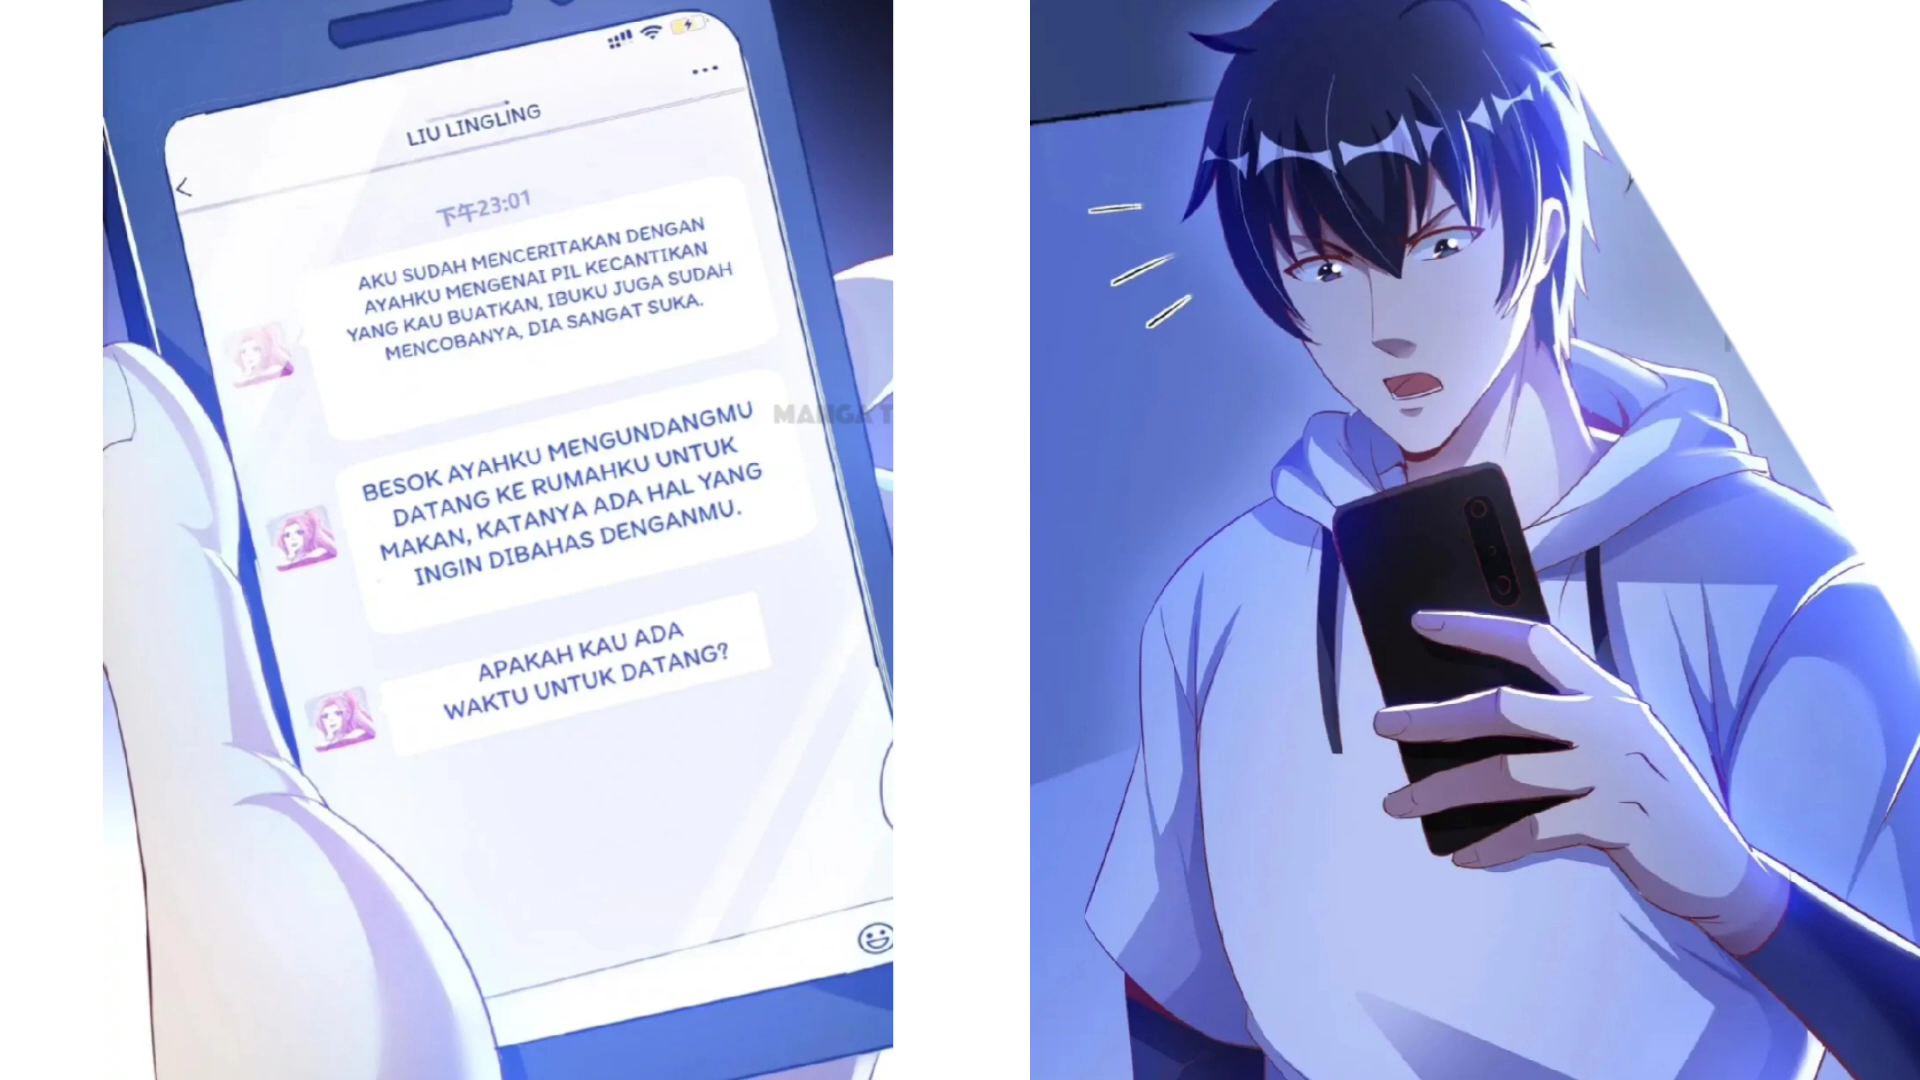 LIU LINGLING
下午23:01
AKU SUDAH MENCERITAKAN DENGAN
AYAHKU MENGENAI PIL KECANTIKAN
YANG KAU BUATKAN, IBUKU JUGA SUDAH
MENCOBANYA, DIA SANGAT SUKA.
BESOK AYAHKU MENGUNDANGMU
DATANG KE RUMAHKU UNTUK
MAKAN, KATANYA ADA HAL YANG
INGIN DIBAHAS DENGANMU.
APAKAH KAU ADA
WAKTU UNTUK DATANG?
MANGA T